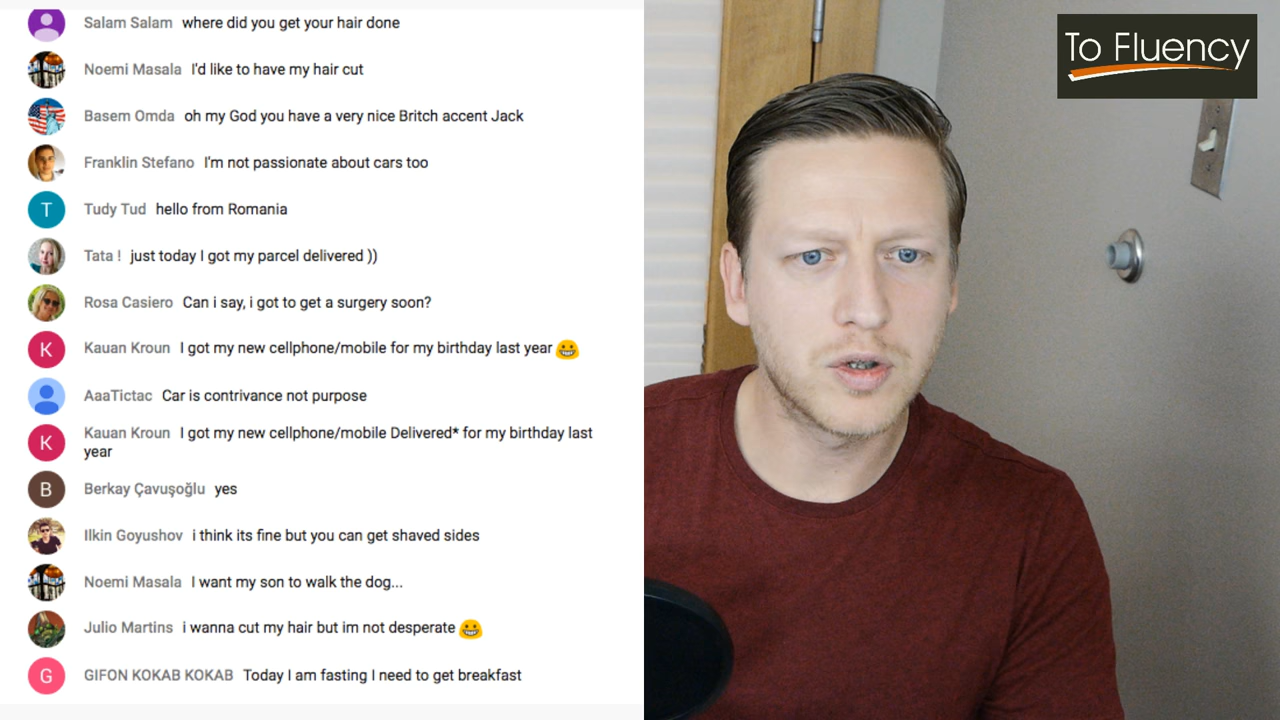 Salam Salam where did you get your hair done
Noemi Masala I'd like to have my hair cut
Basem Omda oh my God you have a very nice Britch accent Jack
Franklin Stefano I'm not passionate about cars too
Tudy Tud hello from Romania
T
Tata ! just today I got my parcel delivered ))
Rosa Casiero Can i say, i got to get a surgery soon?
K
Kauan Kroun I got my new cellphone/mobile for my birthday last year 😀
AaaTictac Car is contrivance not purpose
K
Kauan Kroun I got my new cellphone/mobile Delivered* for my birthday last
year
B
Berkay Çavuşoğlu yes
Ilkin Goyushov i think its fine but you can get shaved sides
Noemi Masala I want my son to walk the dog...
Julio Martins i wanna cut my hair but im not desperate 😀
G
GIFON KOKAB KOKAB Today I am fasting I need to get breakfast
To Fluency